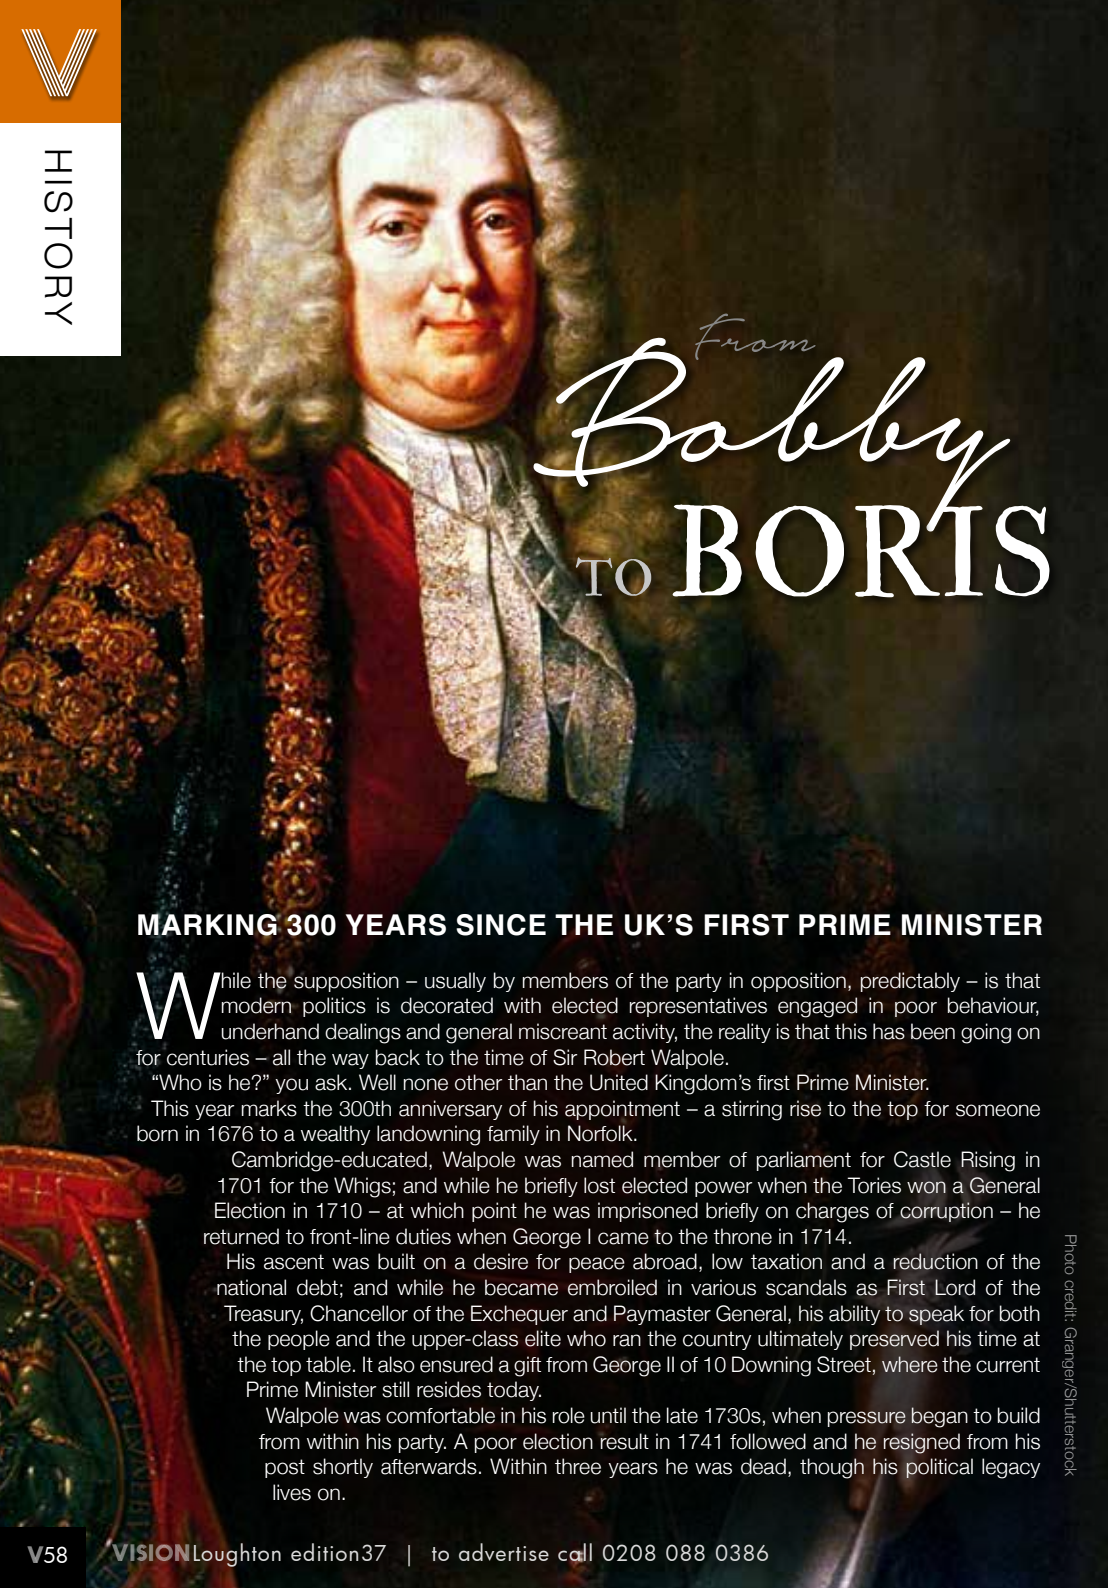 V
HISTORY
From
Bobby
TO BORIS
MARKING 300 YEARS SINCE THE UK'S FIRST PRIME MINISTER
While the supposition – usually by members of the party in opposition, predictably – is that
modern politics is decorated with elected representatives engaged in poor behaviour,
underhand dealings and general miscreant activity, the reality is that this has been going on
for centuries – all the way back to the time of Sir Robert Walpole.
“Who is he?” you ask. Well none other than the United Kingdom’s first Prime Minister.
This year marks the 300th anniversary of his appointment – a stirring rise to the top for someone
born in 1676 to a wealthy landowning family in Norfolk.
Cambridge-educated, Walpole was named member of parliament for Castle Rising in
1701 for the Whigs; and while he briefly lost elected power when the Tories won a General
Election in 1710 – at which point he was imprisoned briefly on charges of corruption – he
returned to front-line duties when George I came to the throne in 1714.
His ascent was built on a desire for peace abroad, low taxation and a reduction of the
national debt; and while he became embroiled in various scandals as First Lord of the
Treasury, Chancellor of the Exchequer and Paymaster General, his ability to speak for both
the people and the upper-class elite who ran the country ultimately preserved his time at
the top table. It also ensured a gift from George II of 10 Downing Street, where the current
Prime Minister still resides today.
Walpole was comfortable in his role until the late 1730s, when pressure began to build
from within his party. A poor election result in 1741 followed and he resigned from his
post shortly afterwards. Within three years he was dead, though his political legacy
lives on.
Photo credit: Granger/Shutterstock
V58
VISIONLoughton edition37 | to advertise call 0208 088 0386